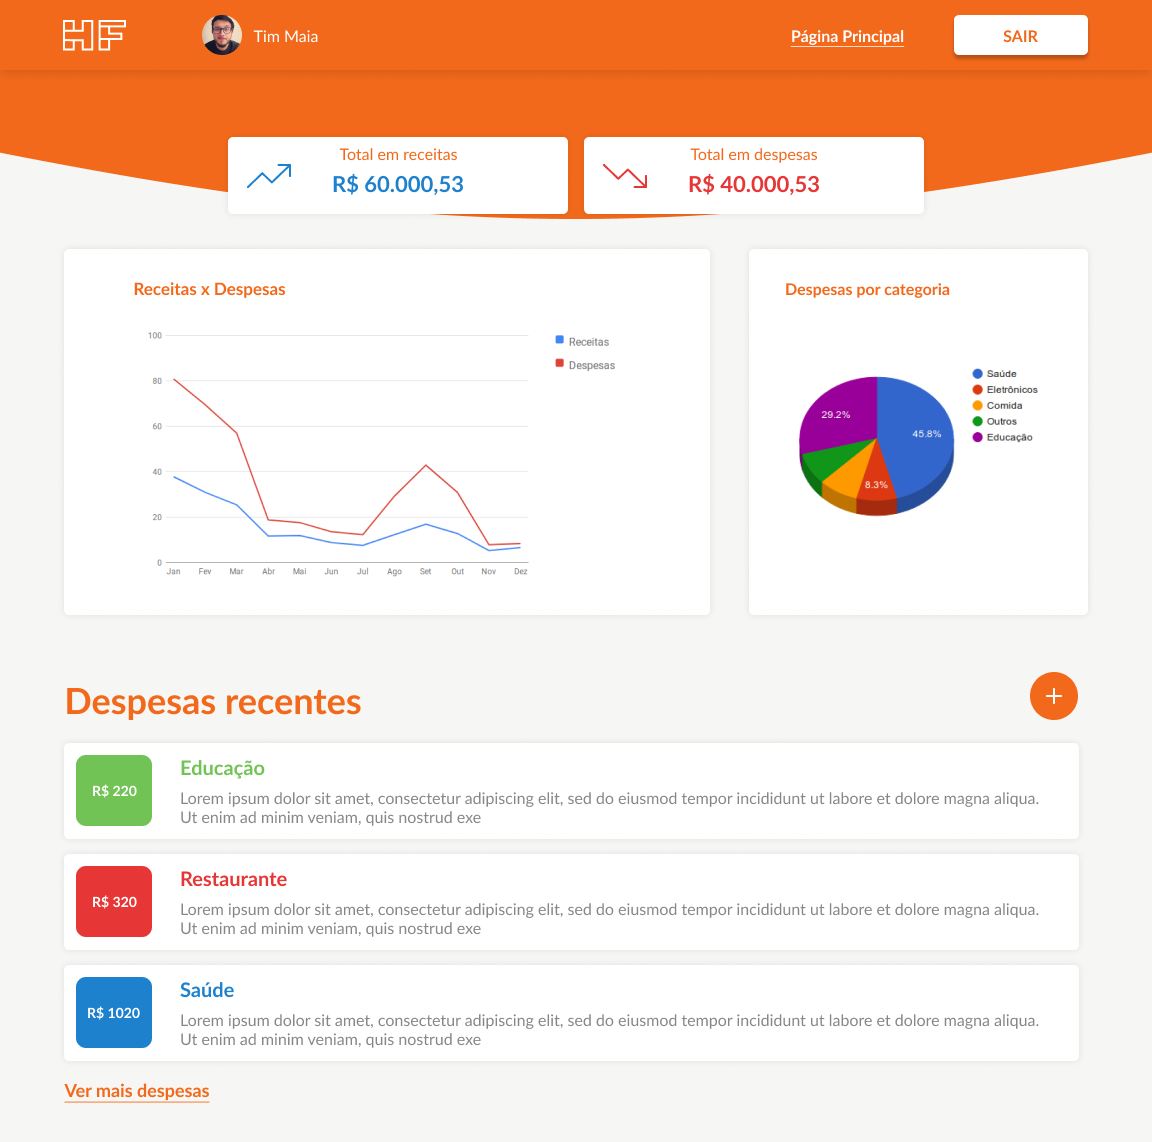 HF
Tim Maia
Página Principal
SAIR
Total em receitas
R$ 60.000,53
Total em despesas
R$ 40.000,53
Receitas x Despesas
100
80
60
40
20
0
Jan Fev Mar Abr Mai Jun Jul Ago Set Out Nov Dez
Receitas
Despesas
Despesas por categoria
29.2%
45.8%
8.3%
Saúde
Eletrônicos
Comida
Outros
Educação
Despesas recentes
+
R$ 220
Educação
Lorem ipsum dolor sit amet, consectetur adipiscing elit, sed do eiusmod tempor incididunt ut labore et dolore magna aliqua.
Ut enim ad minim veniam, quis nostrud exe
R$ 320
Restaurante
Lorem ipsum dolor sit amet, consectetur adipiscing elit, sed do eiusmod tempor incididunt ut labore et dolore magna aliqua.
Ut enim ad minim veniam, quis nostrud exe
R$ 1020
Saúde
Lorem ipsum dolor sit amet, consectetur adipiscing elit, sed do eiusmod tempor incididunt ut labore et dolore magna aliqua.
Ut enim ad minim veniam, quis nostrud exe
Ver mais despesas